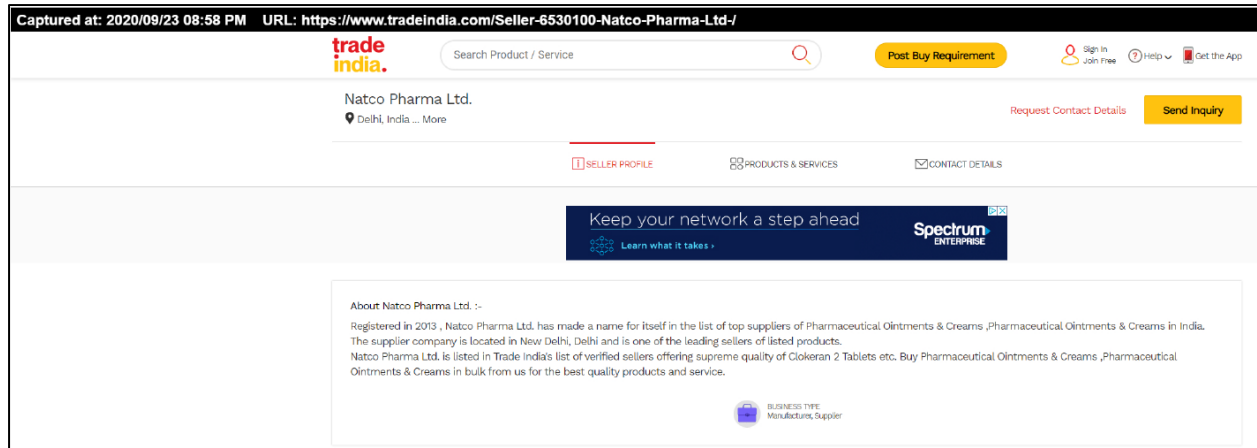 Captured at: 2020/09/23 08:58 PM URL: https://www.tradeindia.com/Seller-6530100-Natco-Pharma-Ltd-/
trade
india.
Search Product / Service
Post Buy Requirement
Sign In
Join Free
Help
Get the App
Natco Pharma Ltd.
Delhi, India ... More
Request Contact Details
Send Inquiry
SELLER PROFILE
PRODUCTS & SERVICES
CONTACT DETAILS
Keep your network a step ahead
Learn what it takes ›
Spectrum
ENTERPRISE
About Natco Pharma Ltd. :-
Registered in 2013 , Natco Pharma Ltd. has made a name for itself in the list of top suppliers of Pharmaceutical Ointments & Creams ,Pharmaceutical Ointments & Creams in India.
The supplier company is located in New Delhi, Delhi and is one of the leading sellers of listed products.
Natco Pharma Ltd. is listed in Trade India's list of verified sellers offering supreme quality of Clokeran 2 Tablets etc. Buy Pharmaceutical Ointments & Creams ,Pharmaceutical
Ointments & Creams in bulk from us for the best quality products and service.
BUSINESS TYPE
Manufacturer, Supplier